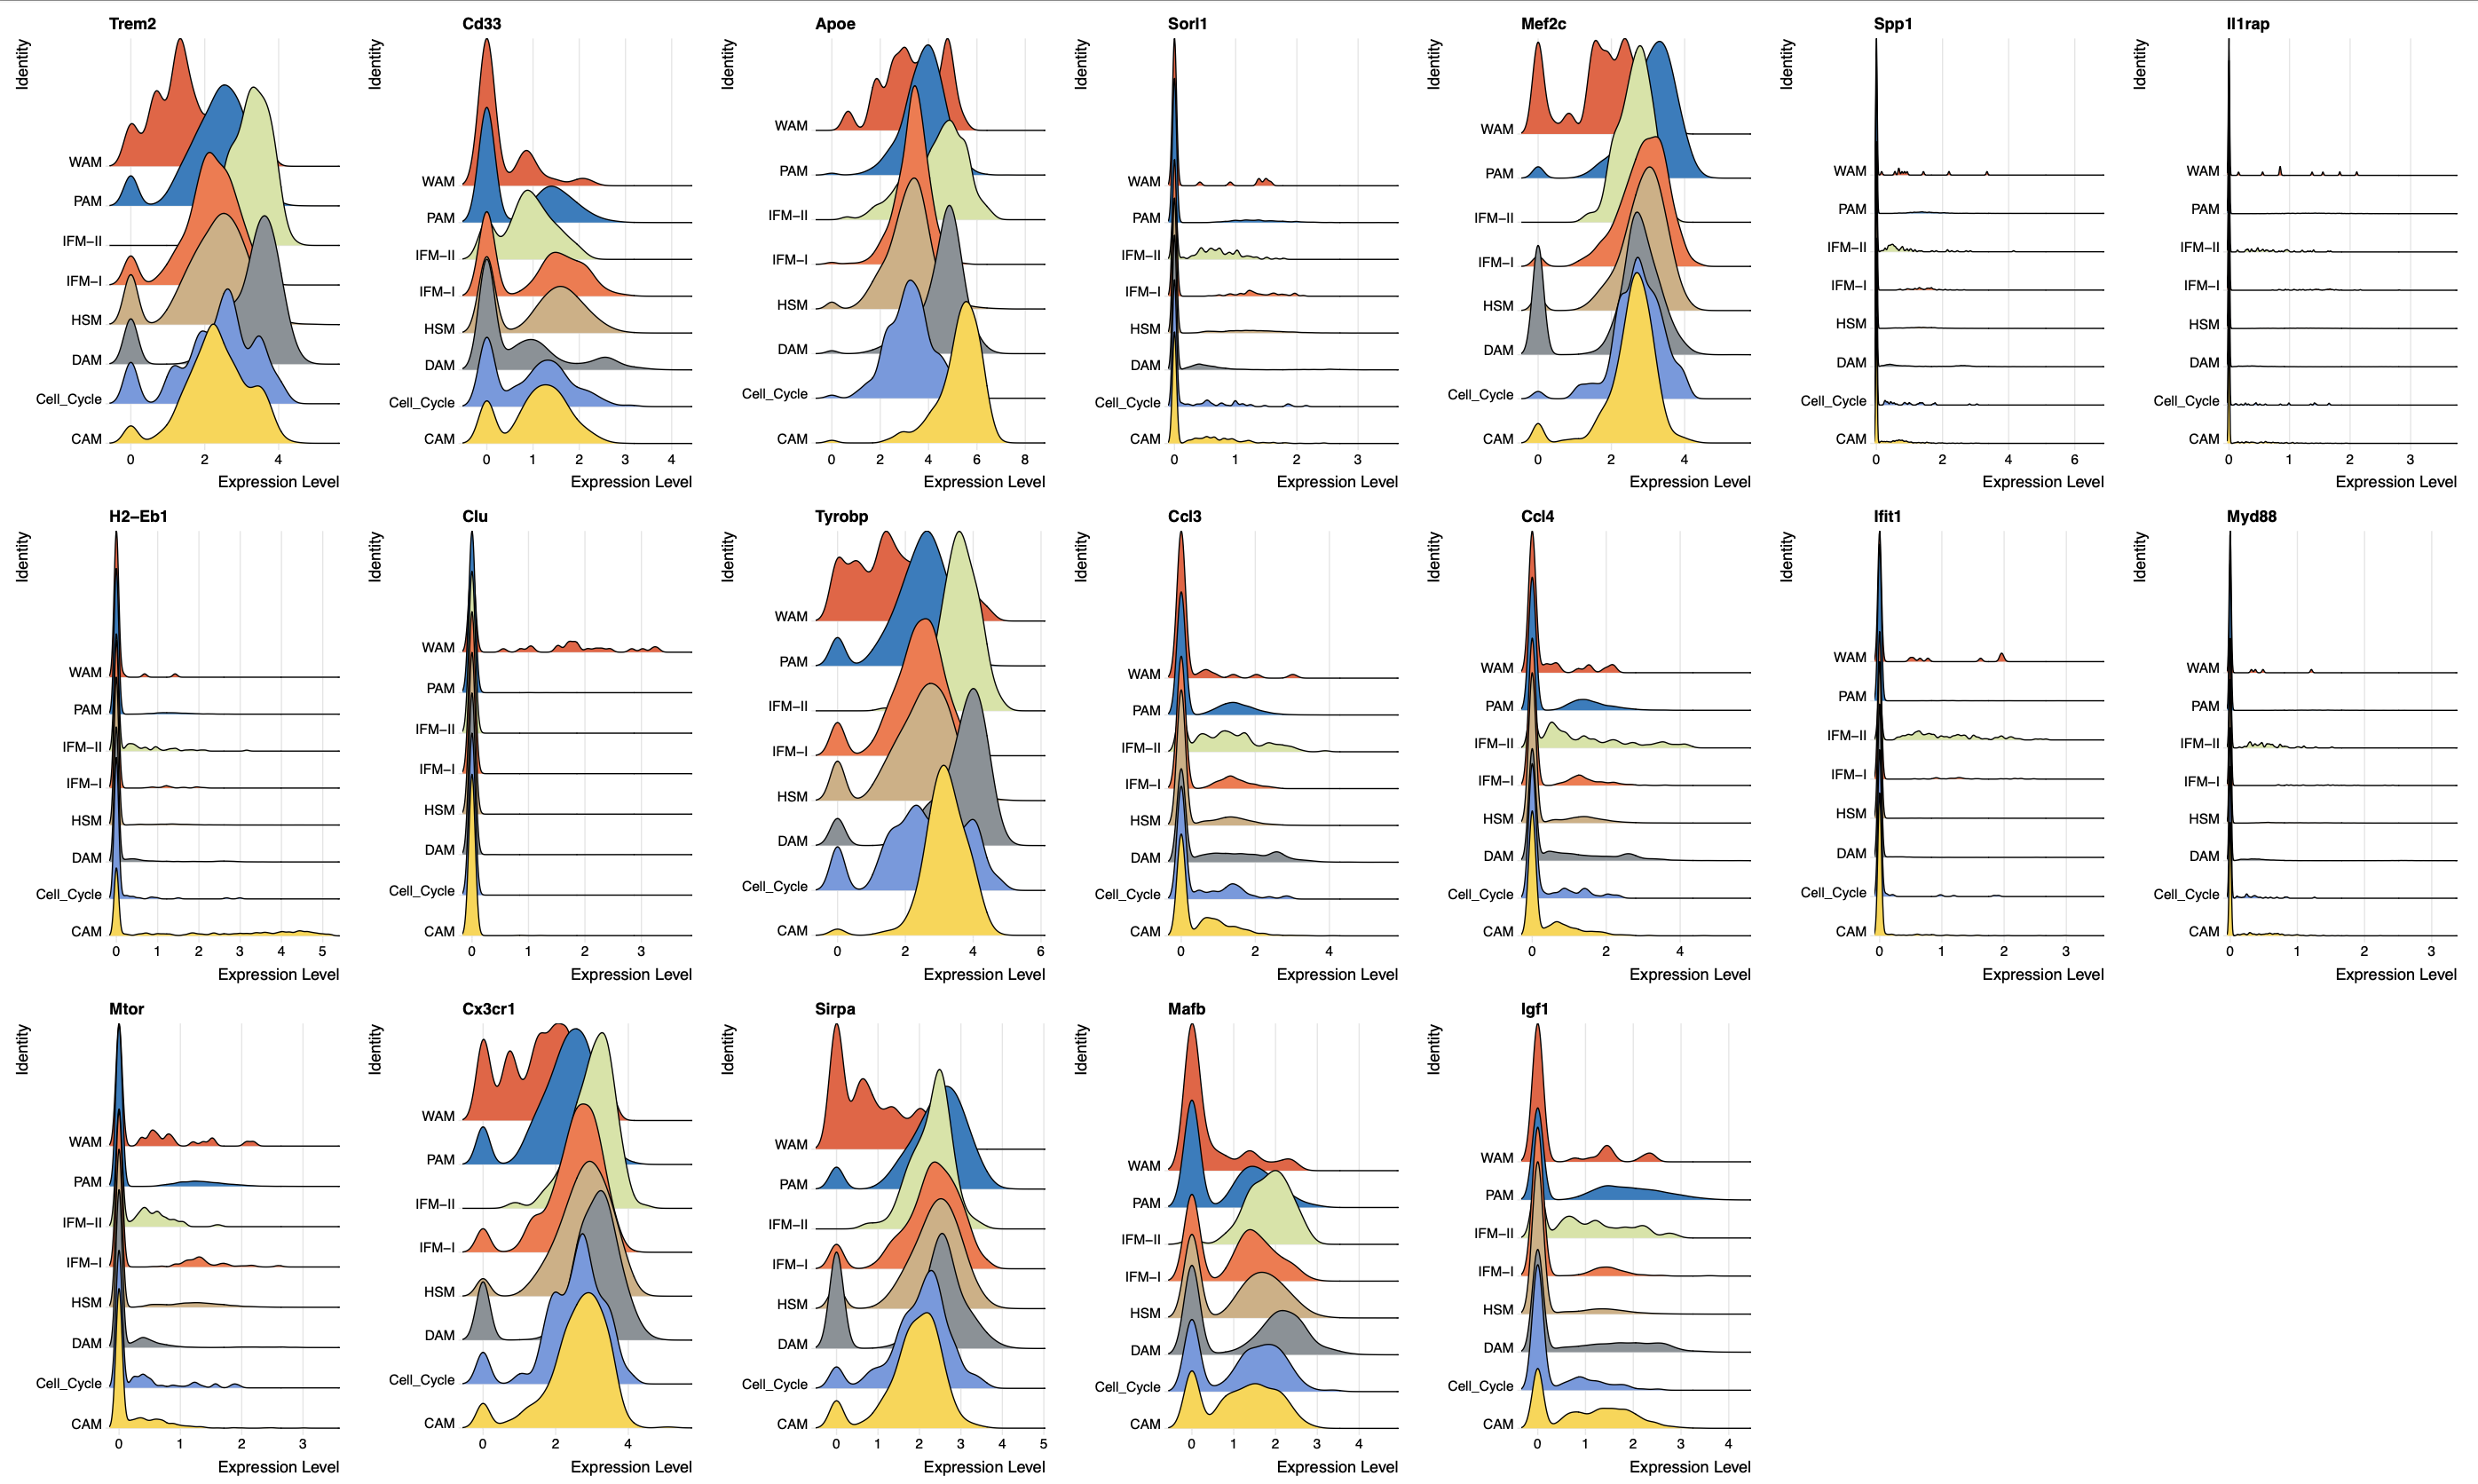 Trem2
Identity
WAM
PAM
IFM−II
IFM−I
HSM
DAM
Cell_Cycle
CAM
0 2 4
Expression Level
Cd33
Identity
WAM
PAM
IFM−II
IFM−I
HSM
DAM
Cell_Cycle
CAM
0 1 2 3 4
Expression Level
Apoe
Identity
WAM
PAM
IFM−II
IFM−I
HSM
DAM
Cell_Cycle
CAM
0 2 4 6 8
Expression Level
Sorl1
Identity
WAM
PAM
IFM−II
IFM−I
HSM
DAM
Cell_Cycle
CAM
0 1 2 3
Expression Level
Mef2c
Identity
WAM
PAM
IFM−II
IFM−I
HSM
DAM
Cell_Cycle
CAM
0 2 4
Expression Level
Spp1
Identity
WAM
PAM
IFM−II
IFM−I
HSM
DAM
Cell_Cycle
CAM
0 2 4 6
Expression Level
Il1rap
Identity
WAM
PAM
IFM−II
IFM−I
HSM
DAM
Cell_Cycle
CAM
0 1 2 3
Expression Level
H2−Eb1
Identity
WAM
PAM
IFM−II
IFM−I
HSM
DAM
Cell_Cycle
CAM
0 1 2 3 4 5
Expression Level
Clu
Identity
WAM
PAM
IFM−II
IFM−I
HSM
DAM
Cell_Cycle
CAM
0 1 2 3
Expression Level
Tyrobp
Identity
WAM
PAM
IFM−II
IFM−I
HSM
DAM
Cell_Cycle
CAM
0 2 4 6
Expression Level
Ccl3
Identity
WAM
PAM
IFM−II
IFM−I
HSM
DAM
Cell_Cycle
CAM
0 2 4
Expression Level
Ccl4
Identity
WAM
PAM
IFM−II
IFM−I
HSM
DAM
Cell_Cycle
CAM
0 2 4
Expression Level
Ifit1
Identity
WAM
PAM
IFM−II
IFM−I
HSM
DAM
Cell_Cycle
CAM
0 1 2 3
Expression Level
Myd88
Identity
WAM
PAM
IFM−II
IFM−I
HSM
DAM
Cell_Cycle
CAM
0 1 2 3
Expression Level
Mtor
Identity
WAM
PAM
IFM−II
IFM−I
HSM
DAM
Cell_Cycle
CAM
0 1 2 3
Expression Level
Cx3cr1
Identity
WAM
PAM
IFM−II
IFM−I
HSM
DAM
Cell_Cycle
CAM
0 2 4
Expression Level
Sirpa
Identity
WAM
PAM
IFM−II
IFM−I
HSM
DAM
Cell_Cycle
CAM
0 1 2 3 4 5
Expression Level
Mafb
Identity
WAM
PAM
IFM−II
IFM−I
HSM
DAM
Cell_Cycle
CAM
0 1 2 3 4
Expression Level
Igf1
Identity
WAM
PAM
IFM−II
IFM−I
HSM
DAM
Cell_Cycle
CAM
0 1 2 3 4
Expression Level